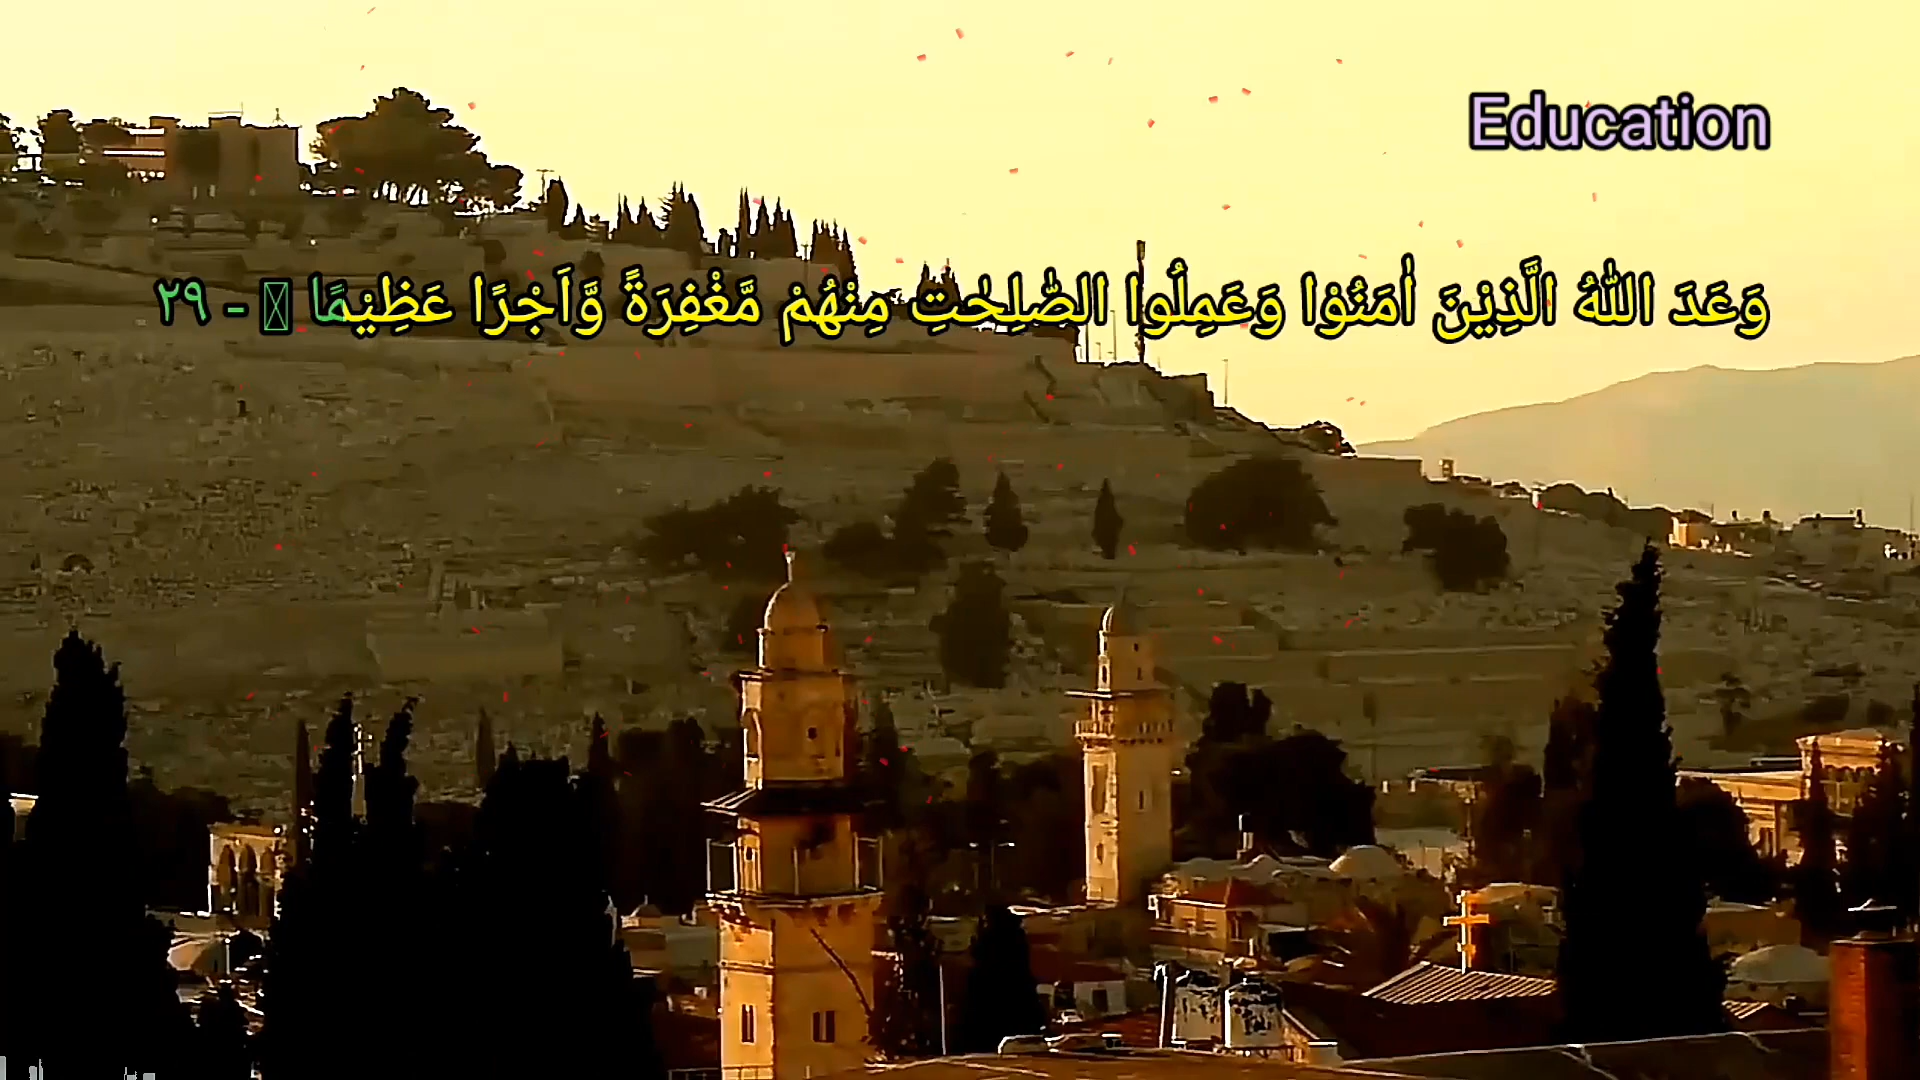 Education
وَعَدَ اللّٰهُ الَّذِيْنَ اٰمَنُوْا وَعَمِلُوا الصّٰلِحٰتِ مِنْهُمْ مَّغْفِرَةً وَّاَجْرًا عَظِيْمًا - ٢٩